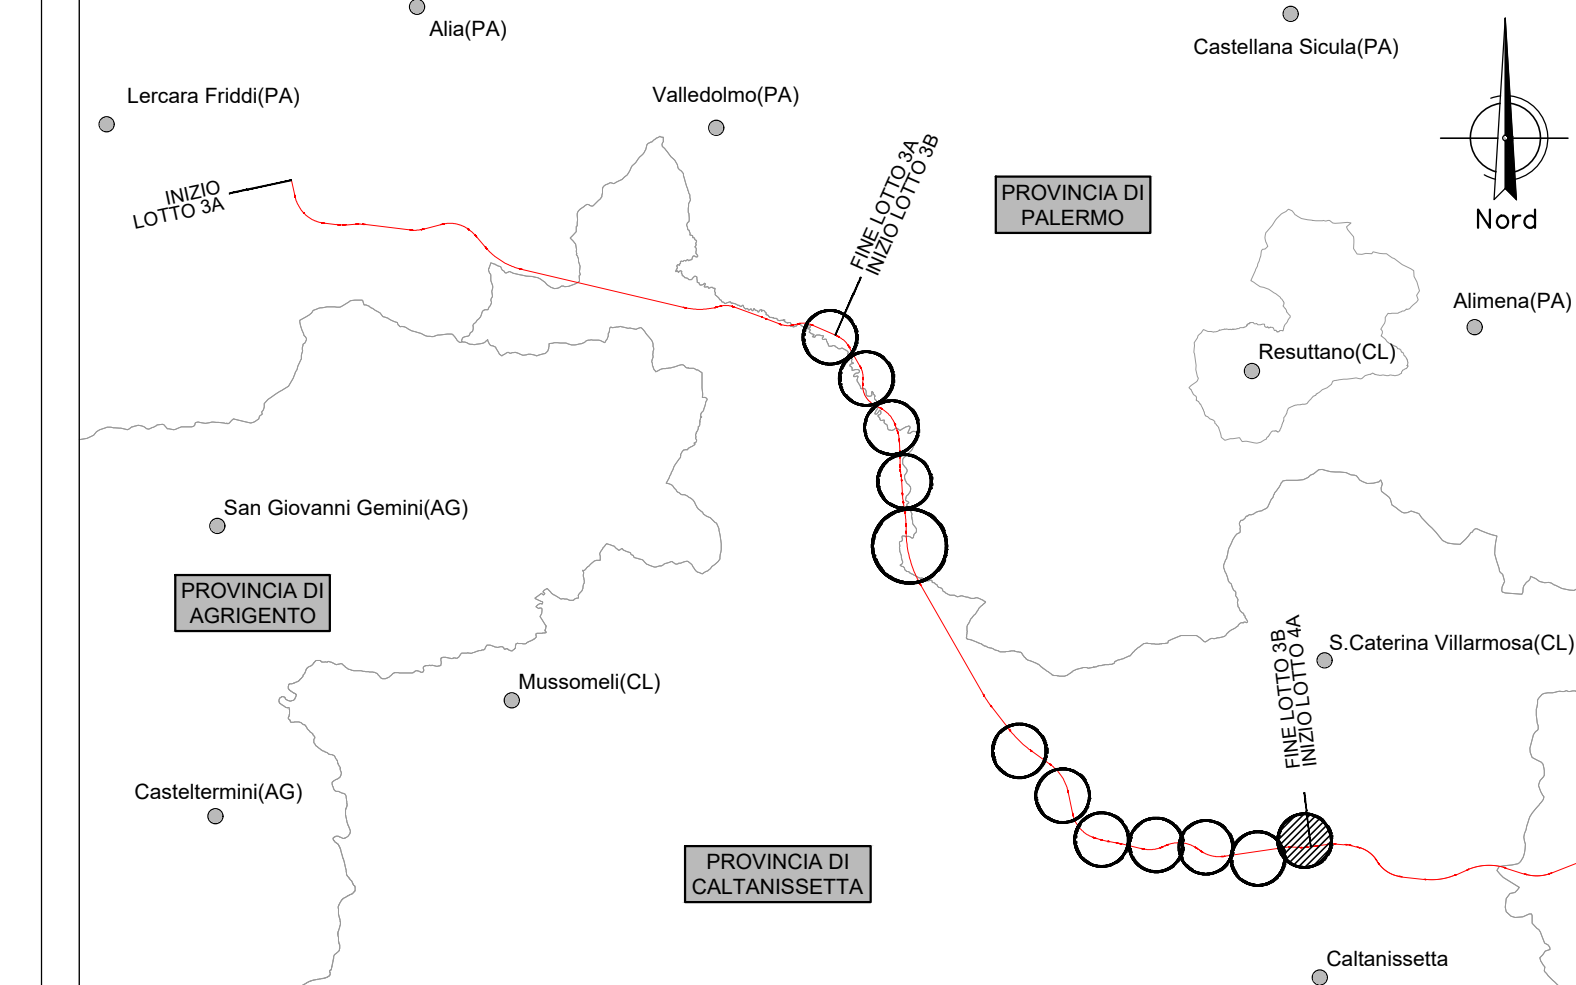 Alia(PA)
Castellana Sicula(PA)
Lercara Friddi(PA)
Valledolmo(PA)
INIZIO
LOTTO 3A
FINE LOTTO 3A
INIZIO LOTTO 3B
PROVINCIA DI
PALERMO
Nord
Alimena(PA)
Resuttano(CL)
San Giovanni Gemini(AG)
PROVINCIA DI
AGRIGENTO
FINE LOTTO 3B
INIZIO LOTTO 4A
S.Caterina Villarmosa(CL)
Mussomeli(CL)
Casteltermini(AG)
PROVINCIA DI
CALTANISSETTA
Caltanissetta